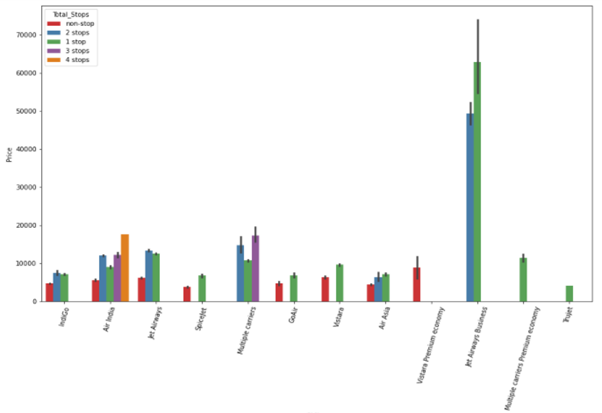 Total_Stops
non-stop
2 stops
1 stop
3 stops
4 stops
Price
70000
60000
50000
40000
30000
20000
10000
0
IndiGo
Air India
Jet Airways
SpiceJet
Multiple carriers
GoAir
Vistara
Air Asia
Vistara Premium economy
Jet Airways Business
Multiple carriers Premium economy
Trujet